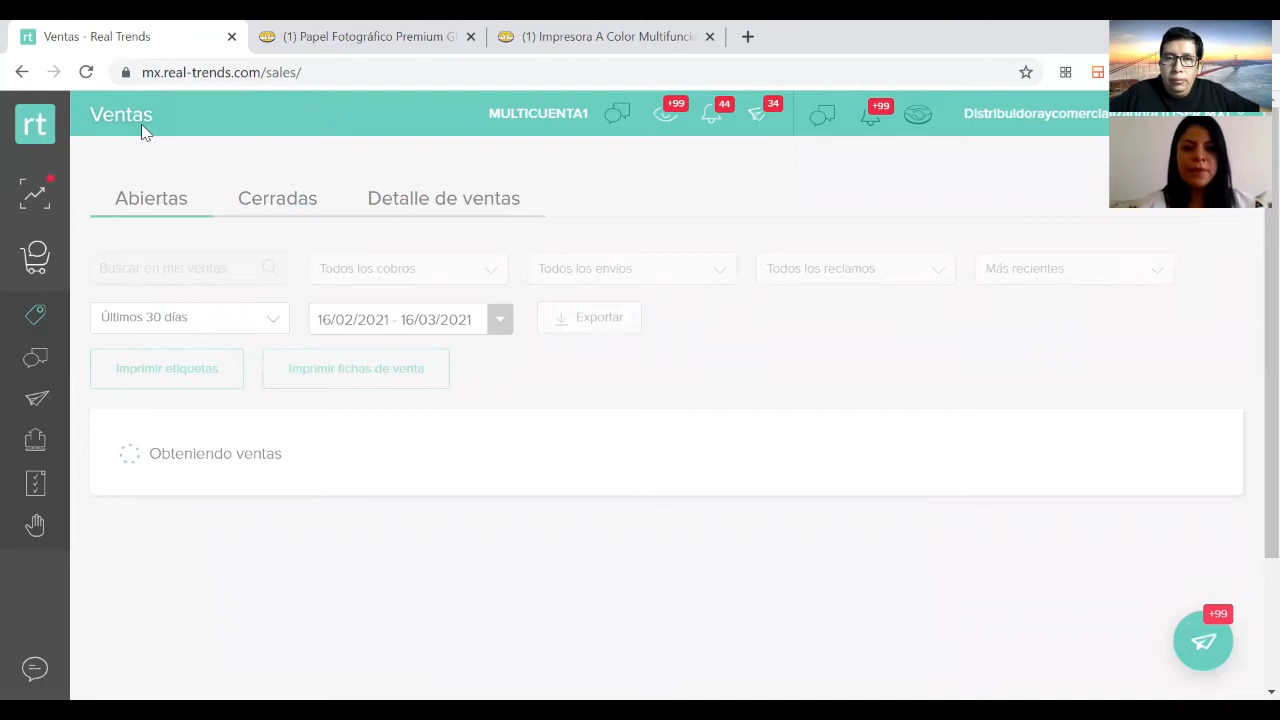 Ventas - Real Trends
(1) Papel Fotográfico Premium Gl
(1) Impresora A Color Multifunci
mx.real-trends.com/sales/
rt
Ventas
MULTICUENTA1
+99
44
34
+99
Abiertas
Cerradas
Detalle de ventas
Buscar en mis ventas
Todos los cobros
Todos los envíos
Todos los reclamos
Más recientes
Últimos 30 días
16/02/2021 - 16/03/2021
Exportar
Imprimir etiquetas
Imprimir fichas de venta
Obteniendo ventas
+99